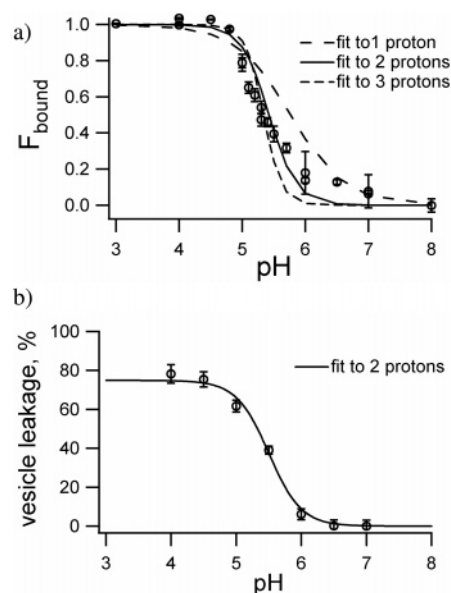 a)
F bound
1.0
0.8
0.6
0.4
0.2
0.0
fit to1 proton
fit to 2 protons
fit to 3 protons
3 4 5 6 7 8
pH
b)
vesicle leakage, %
100
80
60
40
20
0
fit to 2 protons
3 4 5 6 7 8
pH